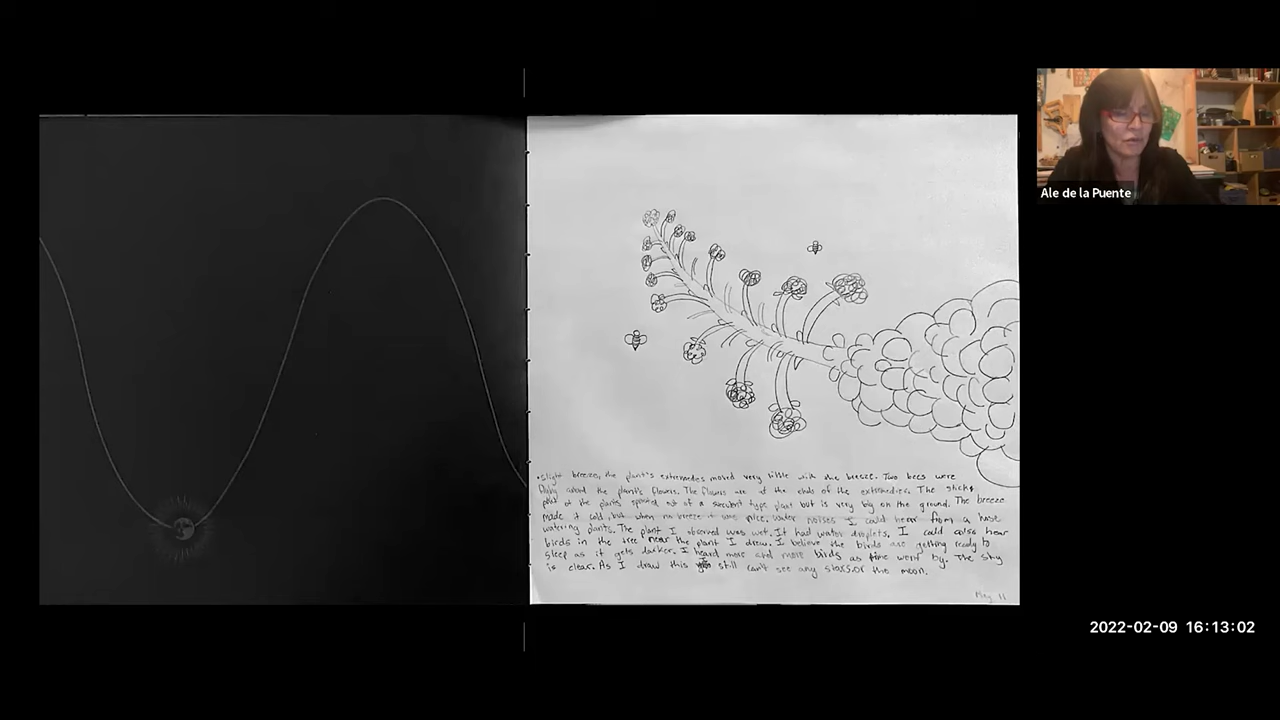 Ale de la Puente
Slight breeze, the plant's extremedes moved very little with the breeze. Two bees were
flying about the plant's flowers. The flowers are at the ends of the extremedies. The sticks
part of the plants sprouted out of a succulent type plant but is very big on the ground. The breeze
made it cold, but when no breeze it was nice. Water noises I could hear from a hose
watering plants. The plant I observed was wet. It had water droplets. I could also hear
birds in the tree near the plant I drew. I believe the birds are getting ready to
sleep as it gets darker. I heard more and more birds as time went by. The sky
is clear. As I draw this I still can't see any stars or the moon.
May 11
2022-02-09 16:13:02